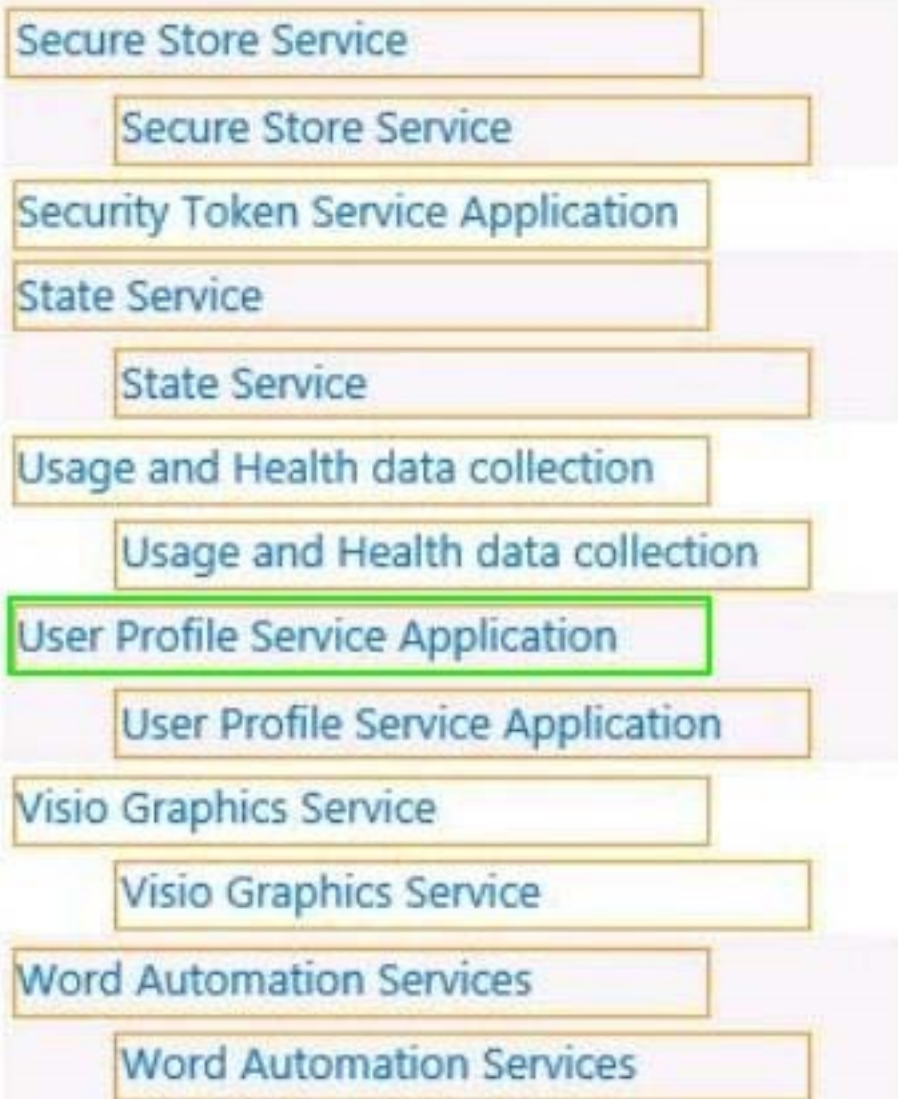 Secure Store Service
Secure Store Service
Security Token Service Application
State Service
State Service
Usage and Health data collection
Usage and Health data collection
User Profile Service Application
User Profile Service Application
Visio Graphics Service
Visio Graphics Service
Word Automation Services
Word Automation Services